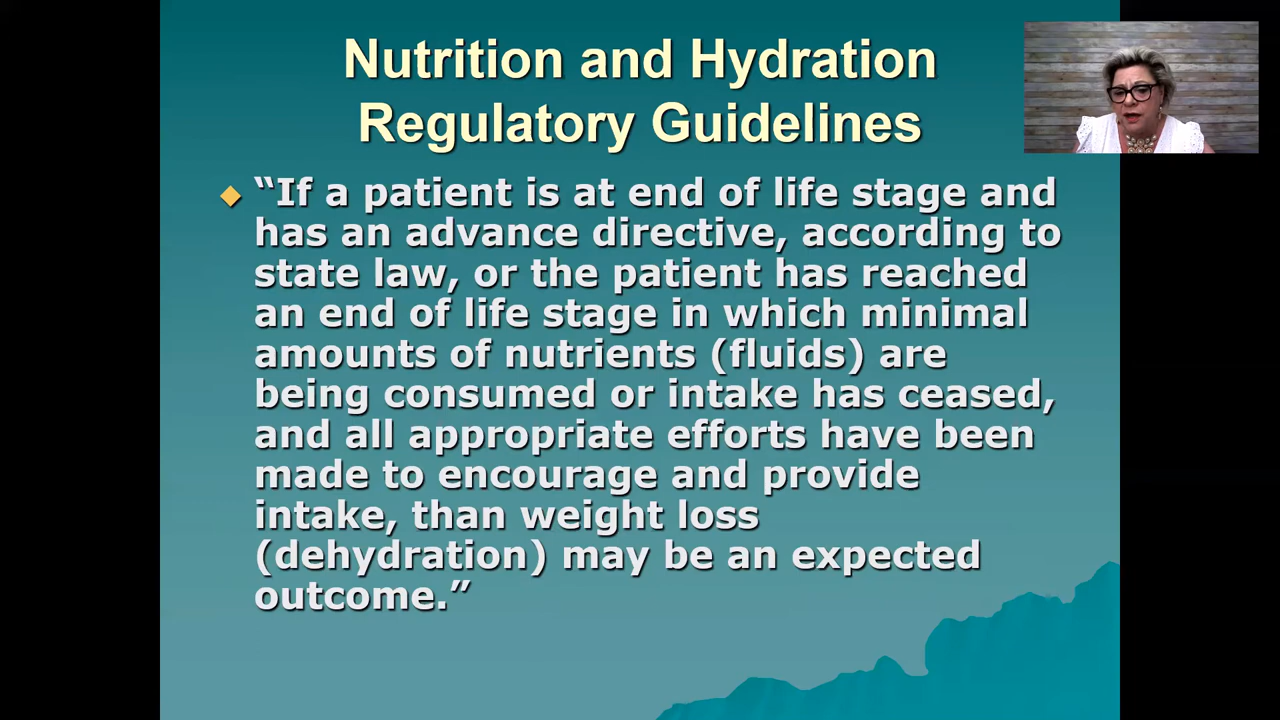 Nutrition and Hydration
Regulatory Guidelines
“If a patient is at end of life stage and
has an advance directive, according to
state law, or the patient has reached
an end of life stage in which minimal
amounts of nutrients (fluids) are
being consumed or intake has ceased,
and all appropriate efforts have been
made to encourage and provide
intake, than weight loss
(dehydration) may be an expected
outcome.”